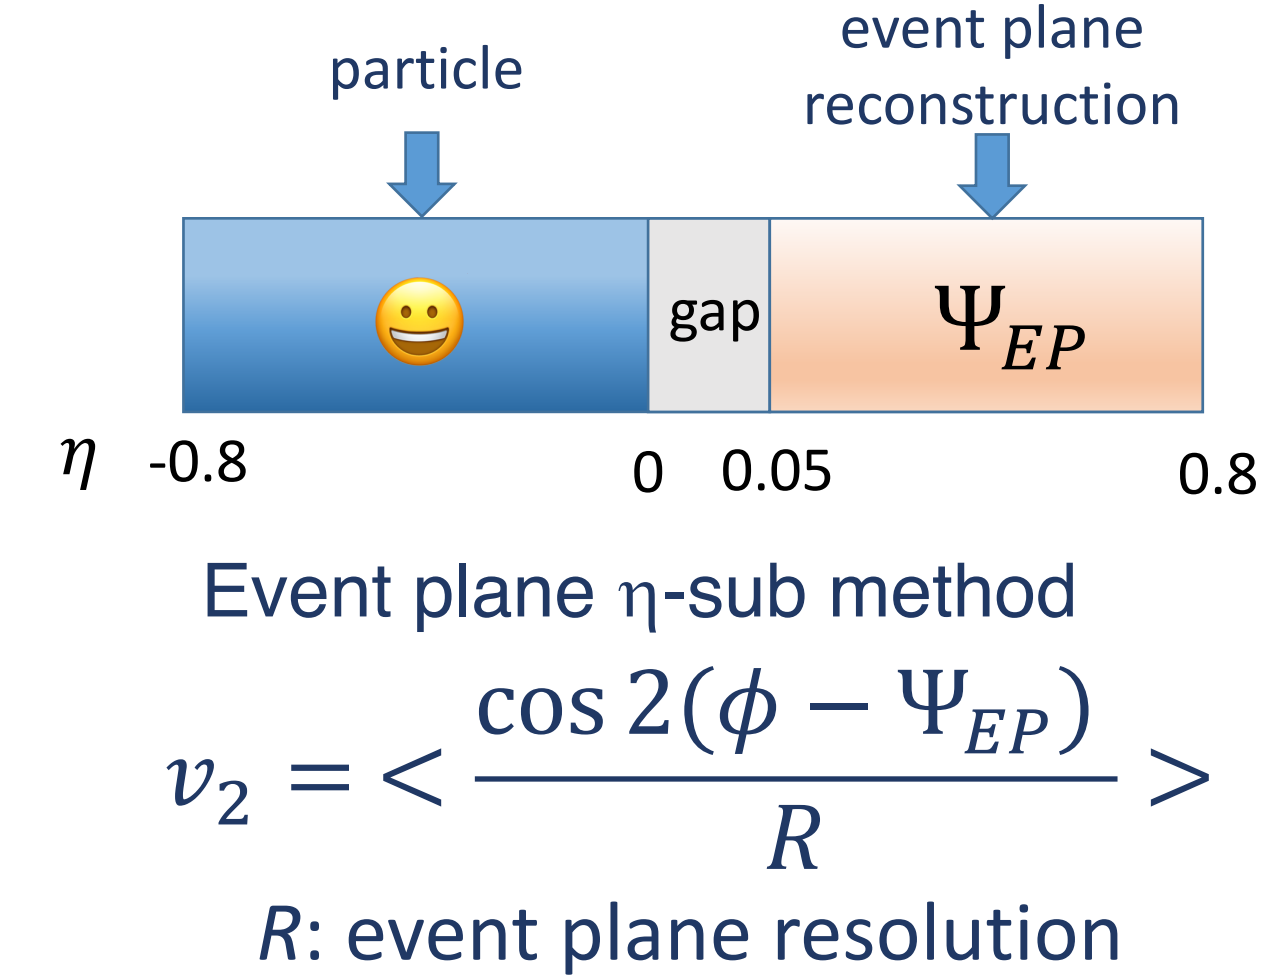 particle
event plane
reconstruction
gap
Ψ_EP
η -0.8 0 0.05 0.8
Event plane η-sub method
v_2 = < cos 2(ϕ − Ψ_EP) / R >
R: event plane resolution